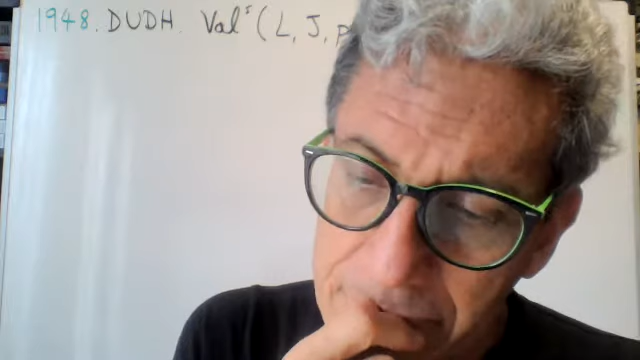 1948. DUDH. Valˢ (L, J, p